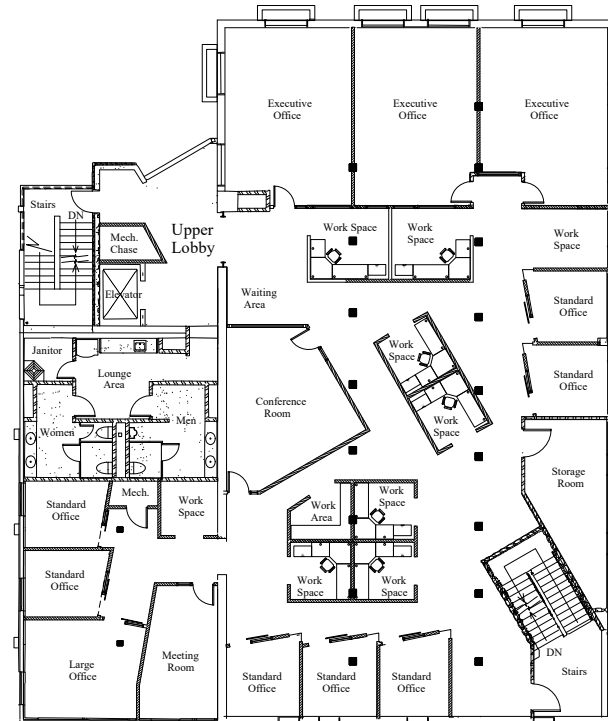 Executive
Office
Executive
Office
Executive
Office
Stairs
DN
Mech.
Chase
Upper
Lobby
Elevator
Work Space
Work
Space
Work
Space
Waiting
Area
Standard
Office
Janitor
Lounge
Area
Work
Space
Standard
Office
Conference
Room
Work
Space
Women
Men
Storage
Room
Mech.
Standard
Office
Work
Space
Work
Area
Work
Space
Standard
Office
Work
Space
Work
Space
Large
Office
Meeting
Room
DN
Stairs
Standard
Office
Standard
Office
Standard
Office